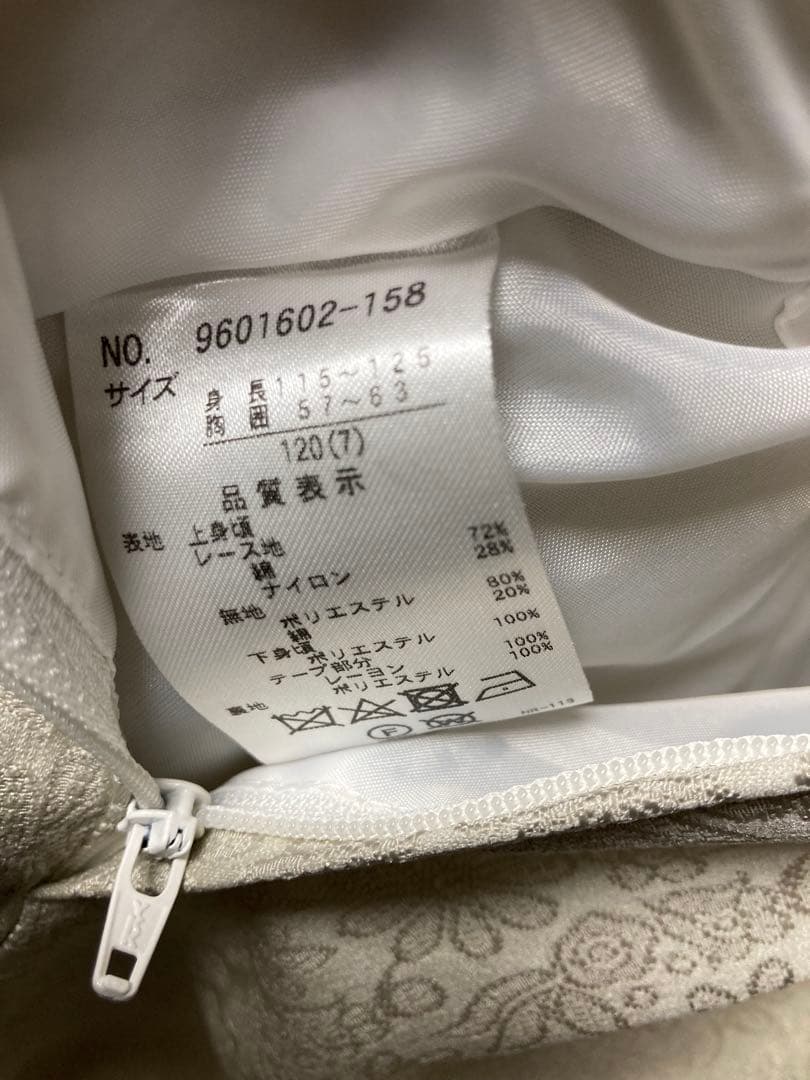 NO. 9601602-158
サイズ 身長 115～125
胸囲 57～63
120(7)
品質表示
表地 上身頃
レース地
綿 72%
ナイロン 28%
無地
ポリエステル 80%
綿 20%
下身頃
ポリエステル 100%
テープ部分
レーヨン 100%
裏地 ポリエステル 100%
F
NR-119